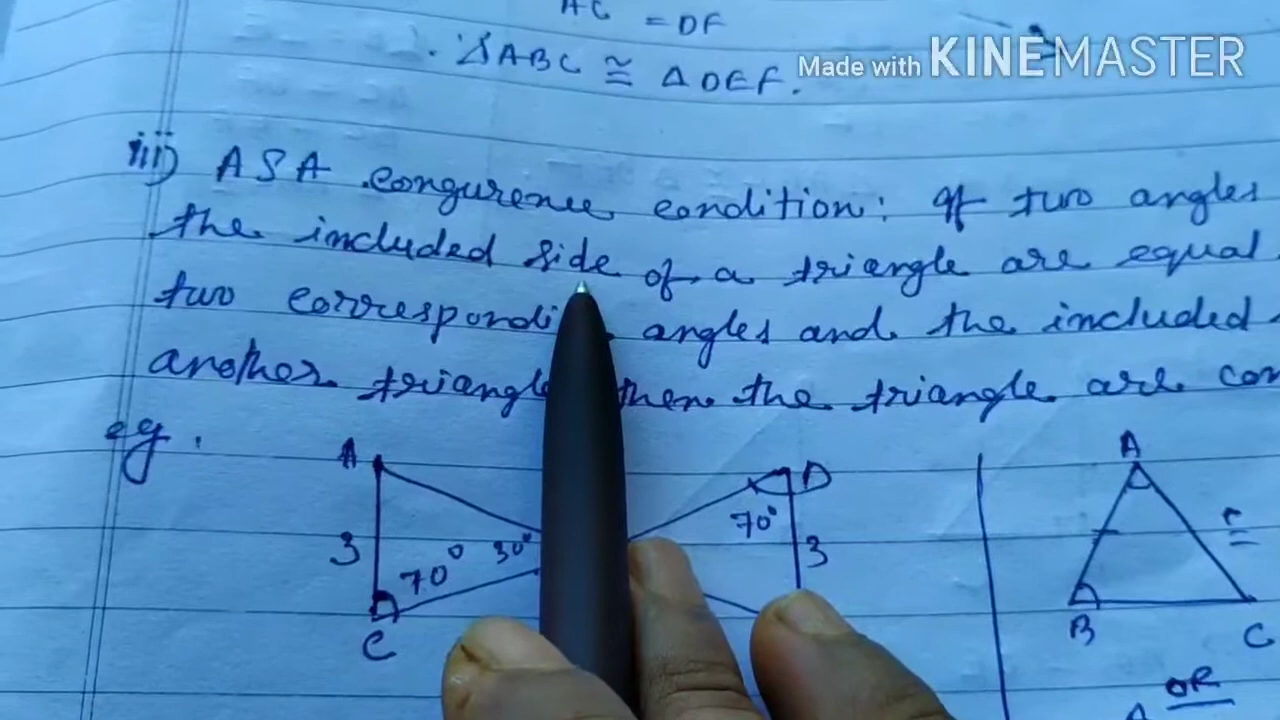 AC = DF
∴ ΔABC ≅ ΔDEF.
Made with KINEMASTER
iii) ASA congurence condition: If two angles
the included side of a triangle are equal
two correspondi angles and the included
another triangle then the triangle are con
eg.
A
D
A
70°
3
30°
3
70°
≅
C
B
C
OR
A